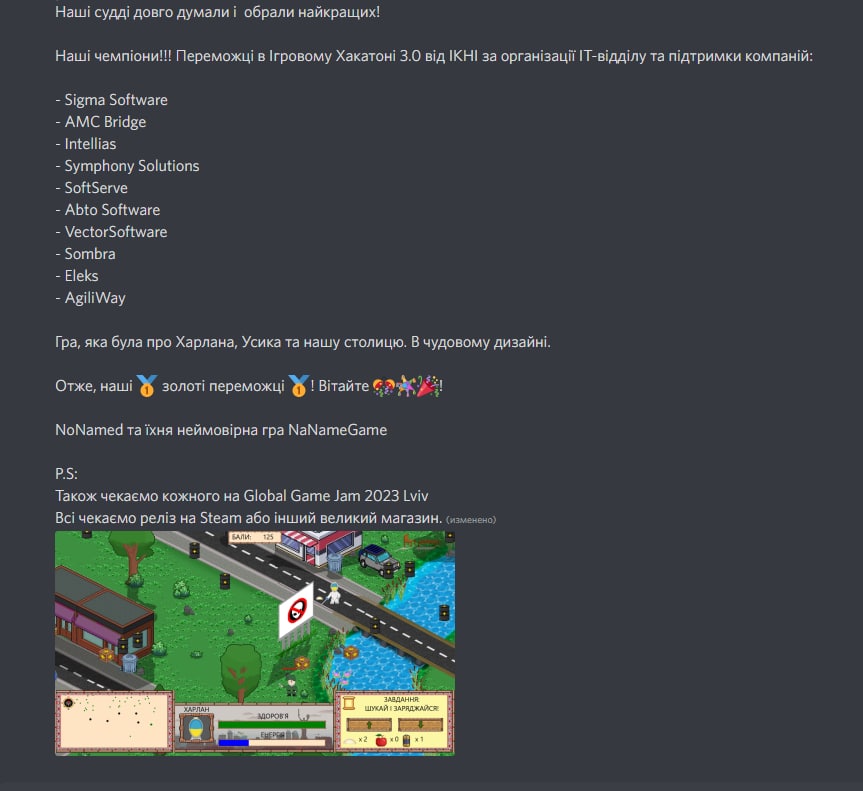 Наші судді довго думали і обрали найкращих!
Наші чемпіони!!! Переможці в Ігровому Хакатоні 3.0 від ІКНІ за організації ІТ-відділу та підтримки компаній:
- Sigma Software
- AMC Bridge
- Intellias
- Symphony Solutions
- SoftServe
- Abto Software
- VectorSoftware
- Sombra
- Eleks
- AgiliWay
Гра, яка була про Харлана, Усика та нашу столицю. В чудовому дизайні.
Отже, наші 🥇 золоті переможці 🥇! Вітайте 🎊🪅🎉!
NoNamed та їхня неймовірна гра NaNameGame
P.S:
Також чекаємо кожного на Global Game Jam 2023 Lviv
Всі чекаємо реліз на Steam або інший великий магазин. (изменено)
БАЛИ: 125
ХАРЛАН
ЗДОРОВ'Я
ЕНЕРГІЯ
ЗАВДАННЯ:
ШУКАЙ І ЗАРЯДЖАЙСЯ!
x 2 x 0 x 1